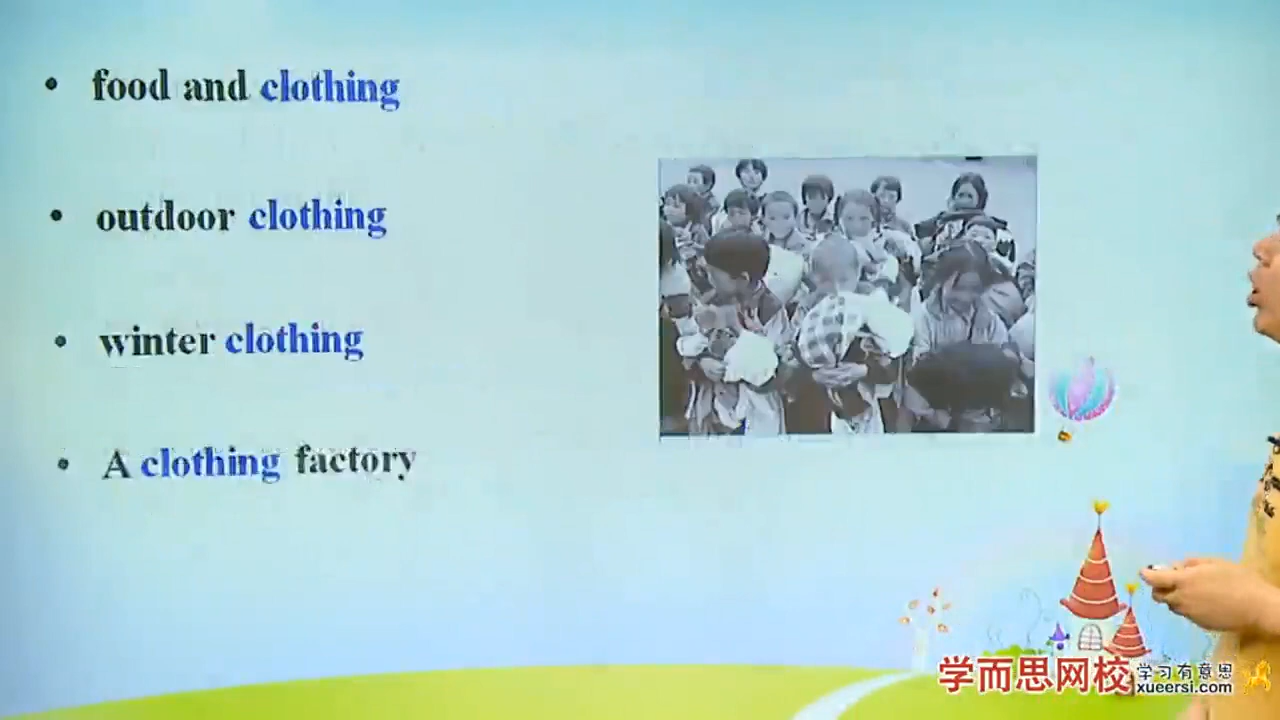 • food and clothing
• outdoor clothing
• winter clothing
• A clothing factory
学而思网校
学习有意思
xueersi.com